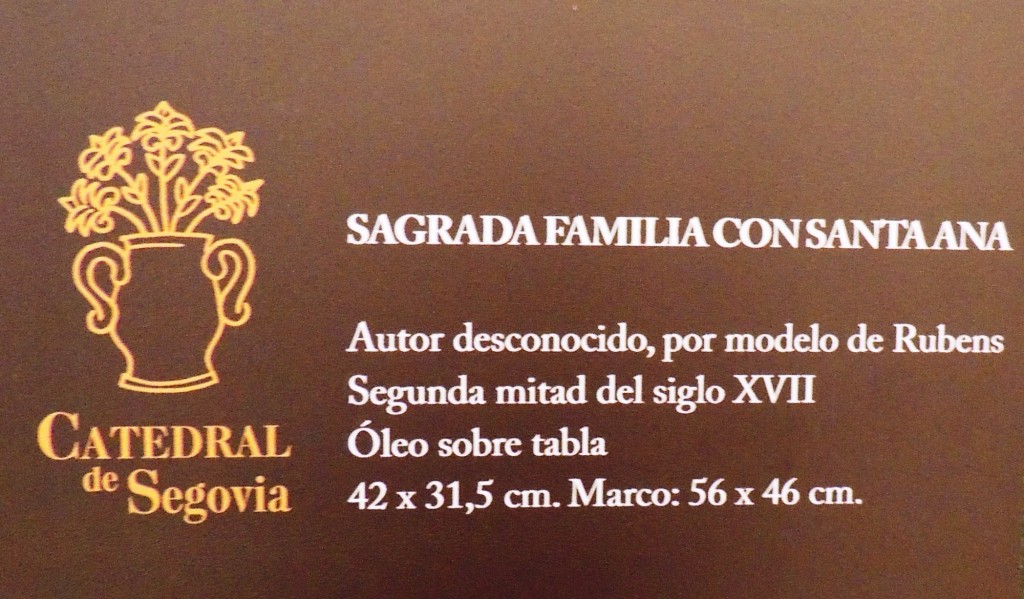 SAGRADA FAMILIA CON SANTA ANA
Autor desconocido, por modelo de Rubens
Segunda mitad del siglo XVII
Óleo sobre tabla
42 x 31,5 cm. Marco: 56 x 46 cm.
CATEDRAL
de Segovia